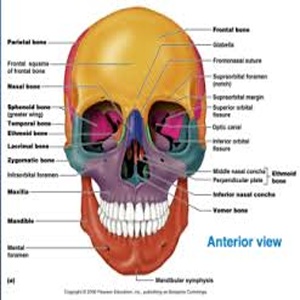 Parietal bone
Frontal squama
of frontal bone
Nasal bone
Sphenoid bone
(greater wing)
Temporal bone
Ethmoid bone
Lacrimal bone
Zygomatic bone
Infraorbital foramen
Maxilla
Mandible
Mental
foramen
(a)
Frontal bone
Glabella
Frontonasal suture
Supraorbital foramen
(notch)
Supraorbital margin
Superior orbital
fissure
Optic canal
Inferior orbital
fissure
Middle nasal concha
Perpendicular plate
Ethmoid
bone
Inferior nasal concha
Vomer bone
Anterior view
Mandibular symphysis
Copyright © 2006 Pearson Education, Inc., publishing as Benjamin Cummings.